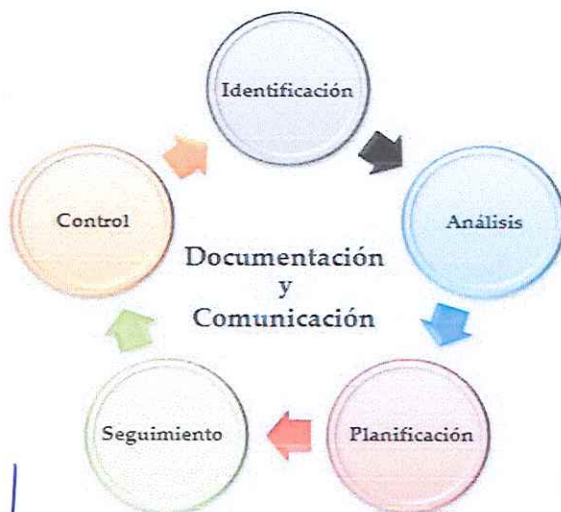 Identificación
Análisis
Planificación
Seguimiento
Control
Documentación
y
Comunicación